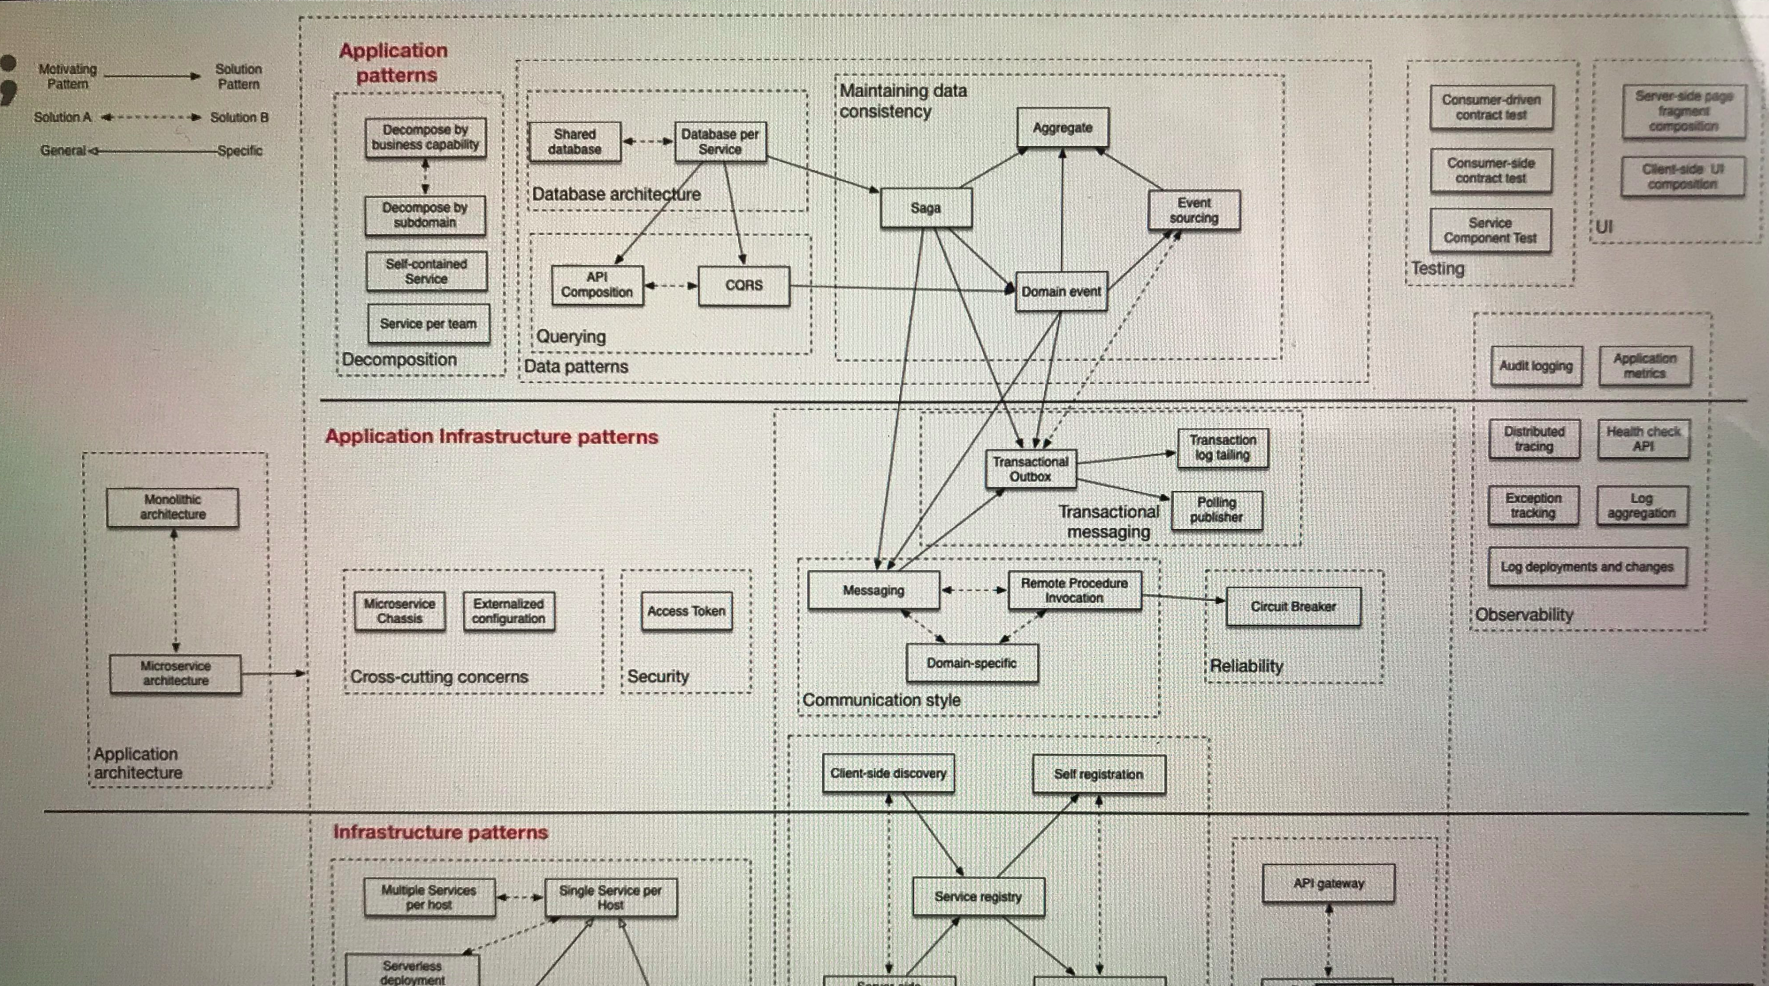 Motivating
Pattern
Solution
Pattern
Solution A
Solution B
General
Specific
Application
patterns
Decompose by
business capability
Decompose by
subdomain
Self-contained
Service
Service per team
Decomposition
Shared
database
Database per
Service
Database architecture
API
Composition
CQRS
Querying
Data patterns
Maintaining data
consistency
Aggregate
Saga
Event
sourcing
Domain event
Consumer-driven
contract test
Consumer-side
contract test
Service
Component Test
Testing
Server-side page
fragment
composition
Client-side UI
composition
UI
Audit logging
Application
metrics
Distributed
tracing
Health check
API
Exception
tracking
Log
aggregation
Log deployments and changes
Observability
Application Infrastructure patterns
Monolithic
architecture
Microservice
architecture
Application
architecture
Microservice
Chassis
Externalized
configuration
Cross-cutting concerns
Access Token
Security
Transactional
Outbox
Transaction
log tailing
Polling
publisher
Transactional
messaging
Messaging
Remote Procedure
Invocation
Domain-specific
Communication style
Circuit Breaker
Reliability
Client-side discovery
Self registration
Service registry
Infrastructure patterns
Multiple Services
per host
Single Service per
Host
Serverless
deployment
API gateway